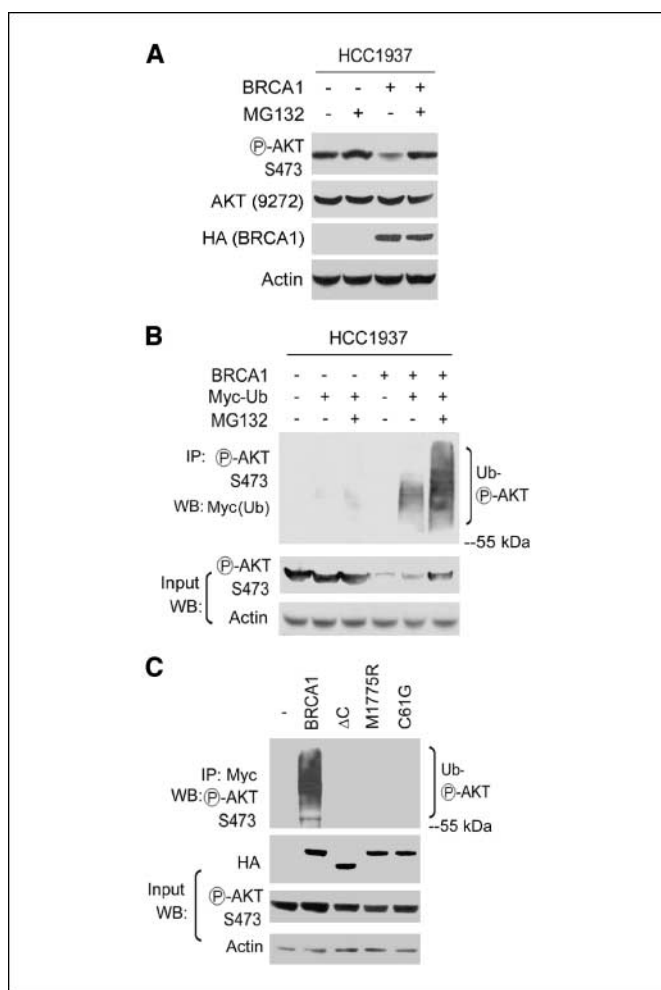 A
HCC1937
BRCA1 - - + +
MG132 - + - +
Ⓟ-AKT
S473
AKT (9272)
HA (BRCA1)
Actin
B
HCC1937
BRCA1 - - - + + +
Myc-Ub - + + - + +
MG132 - - + - - +
IP: Ⓟ-AKT
S473
WB: Myc(Ub)
Ub-
Ⓟ-AKT
--55 kDa
Input
WB:
Ⓟ-AKT
S473
Actin
C
- BRCA1 ΔC M1775R C61G
IP: Myc
WB:Ⓟ-AKT
S473
Ub-
Ⓟ-AKT
--55 kDa
Input
WB:
HA
Ⓟ-AKT
S473
Actin